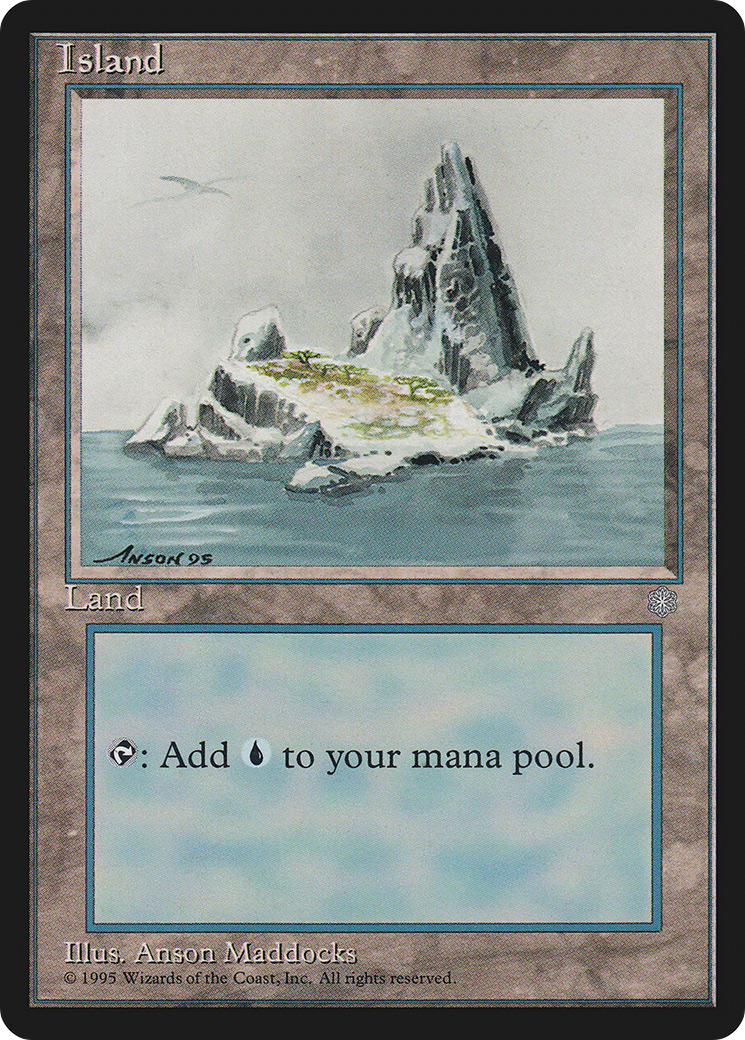 Island
ANSON 95
Land
: Add to your mana pool.
Illus. Anson Maddocks
© 1995 Wizards of the Coast, Inc. All rights reserved.